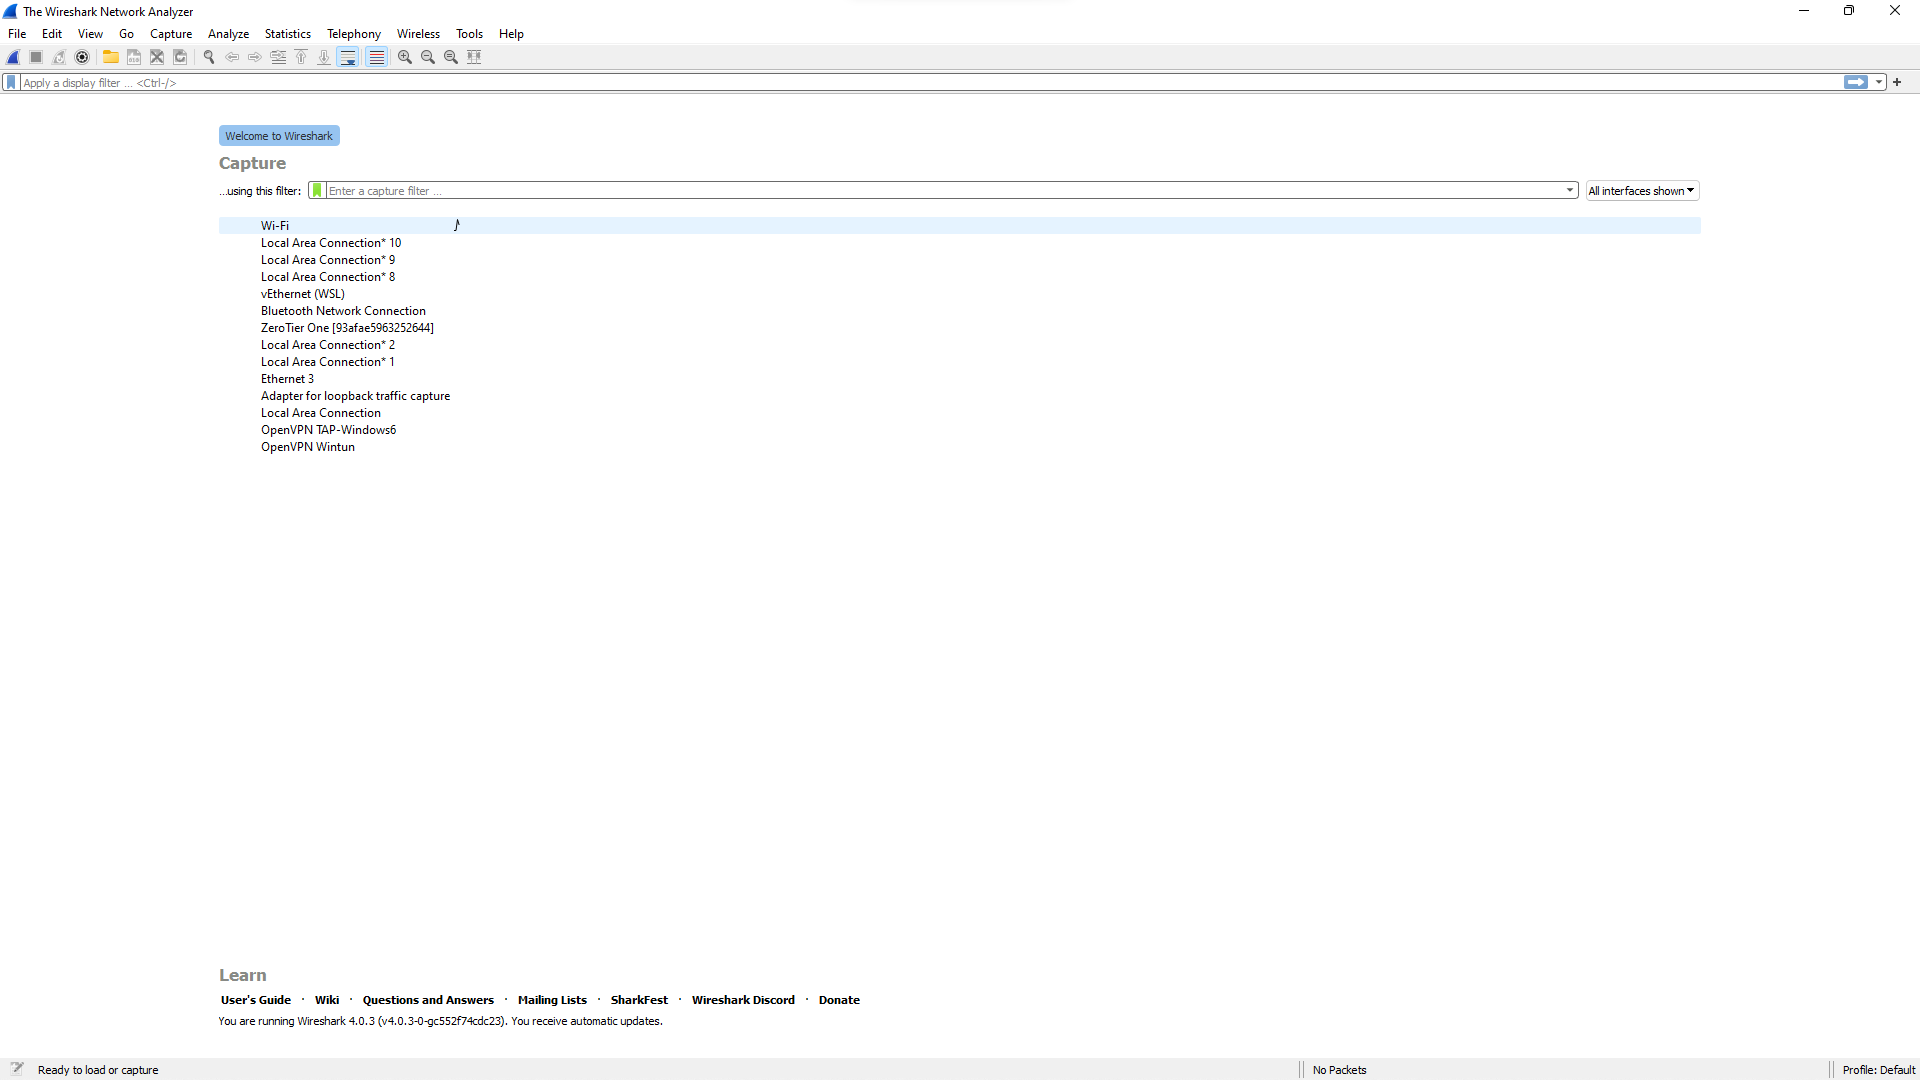 The Wireshark Network Analyzer
File Edit View Go Capture Analyze Statistics Telephony Wireless Tools Help
Apply a display filter ... <Ctrl-/>
Welcome to Wireshark
Capture
...using this filter: Enter a capture filter ... All interfaces shown
Wi-Fi
Local Area Connection* 10
Local Area Connection* 9
Local Area Connection* 8
vEthernet (WSL)
Bluetooth Network Connection
ZeroTier One [93afae5963252644]
Local Area Connection* 2
Local Area Connection* 1
Ethernet 3
Adapter for loopback traffic capture
Local Area Connection
OpenVPN TAP-Windows6
OpenVPN Wintun
Learn
User's Guide · Wiki · Questions and Answers · Mailing Lists · SharkFest · Wireshark Discord · Donate
You are running Wireshark 4.0.3 (v4.0.3-0-gc552f74cdc23). You receive automatic updates.
Ready to load or capture No Packets Profile: Default